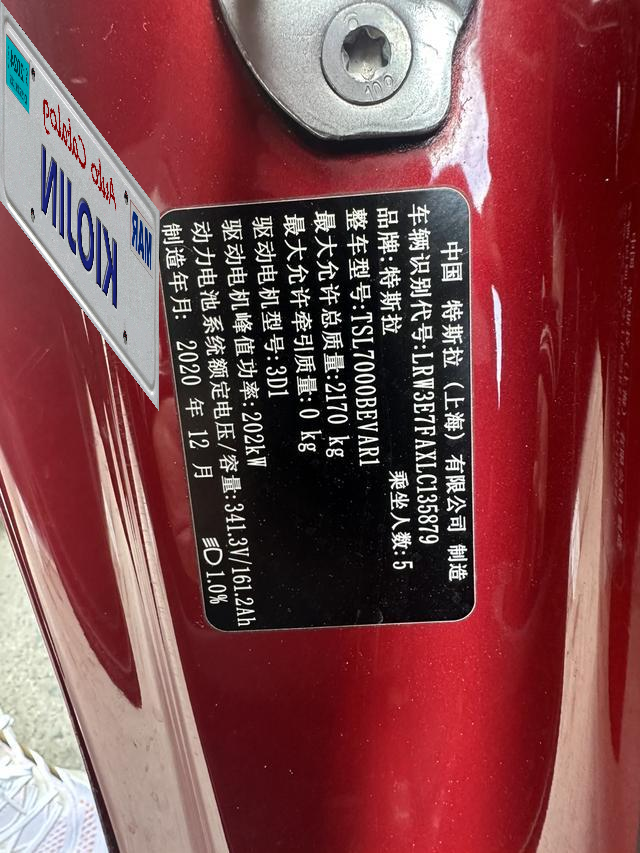 中国 特斯拉（上海）有限公司 制造
车辆识别代号:LRW3E7FAXLC135879
品牌:特斯拉 乘坐人数:5
整车型号:TSL7000BEVAR1
最大允许总质量:2170 kg
最大允许牵引质量:0 kg
驱动电机型号:3D1
驱动电机峰值功率:202kW
动力电池系统额定电压/容量:341.3V/161.2Ah
制造年月: 2020 年 12 月 1.0%
MAR
Auto Catalog
KIOJIN